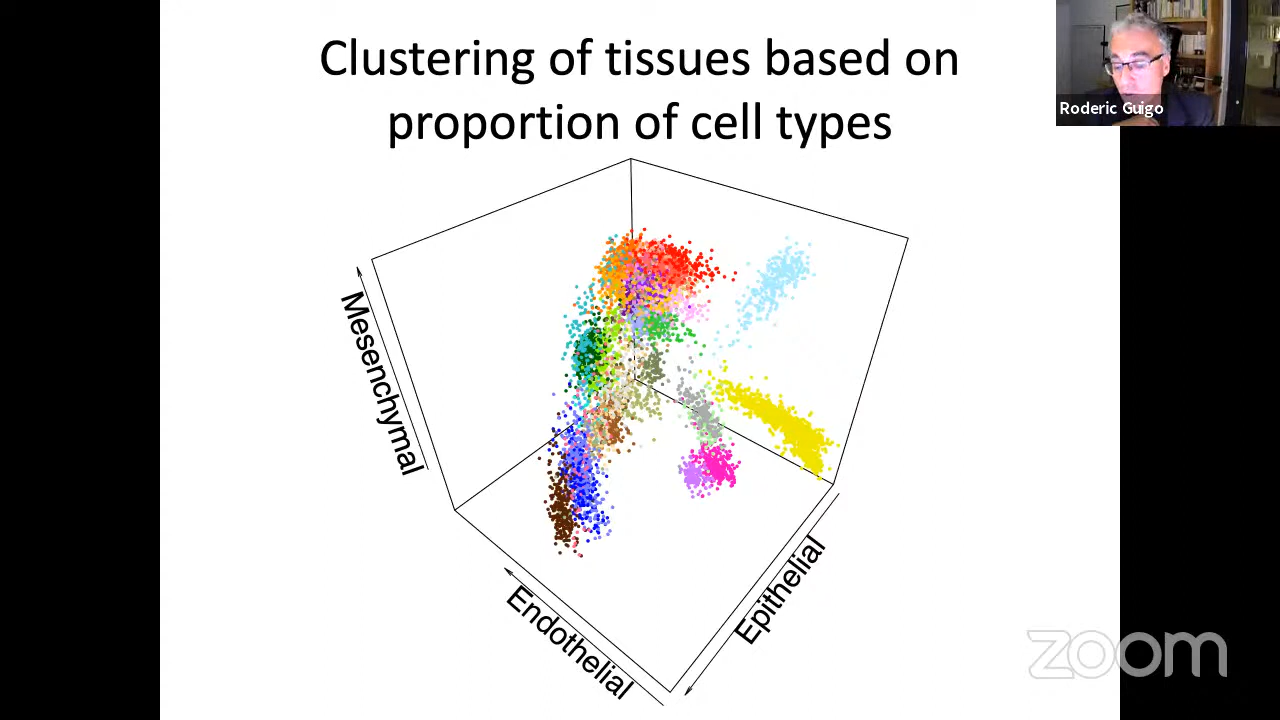 Clustering of tissues based on
proportion of cell types
Roderic Guigo
Mesenchymal
Endothelial
Epithelial
zoom